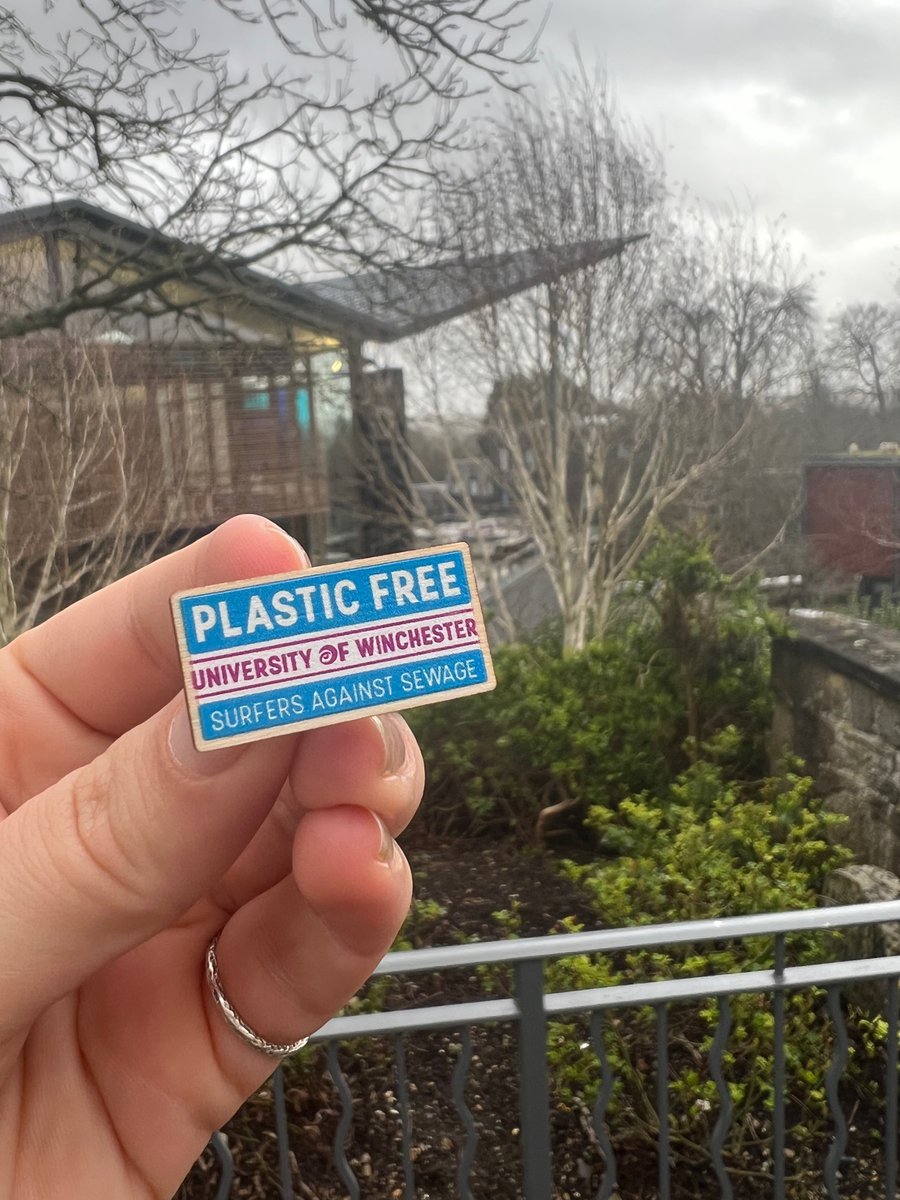 PLASTIC FREE
UNIVERSITY OF WINCHESTER
SURFERS AGAINST SEWAGE